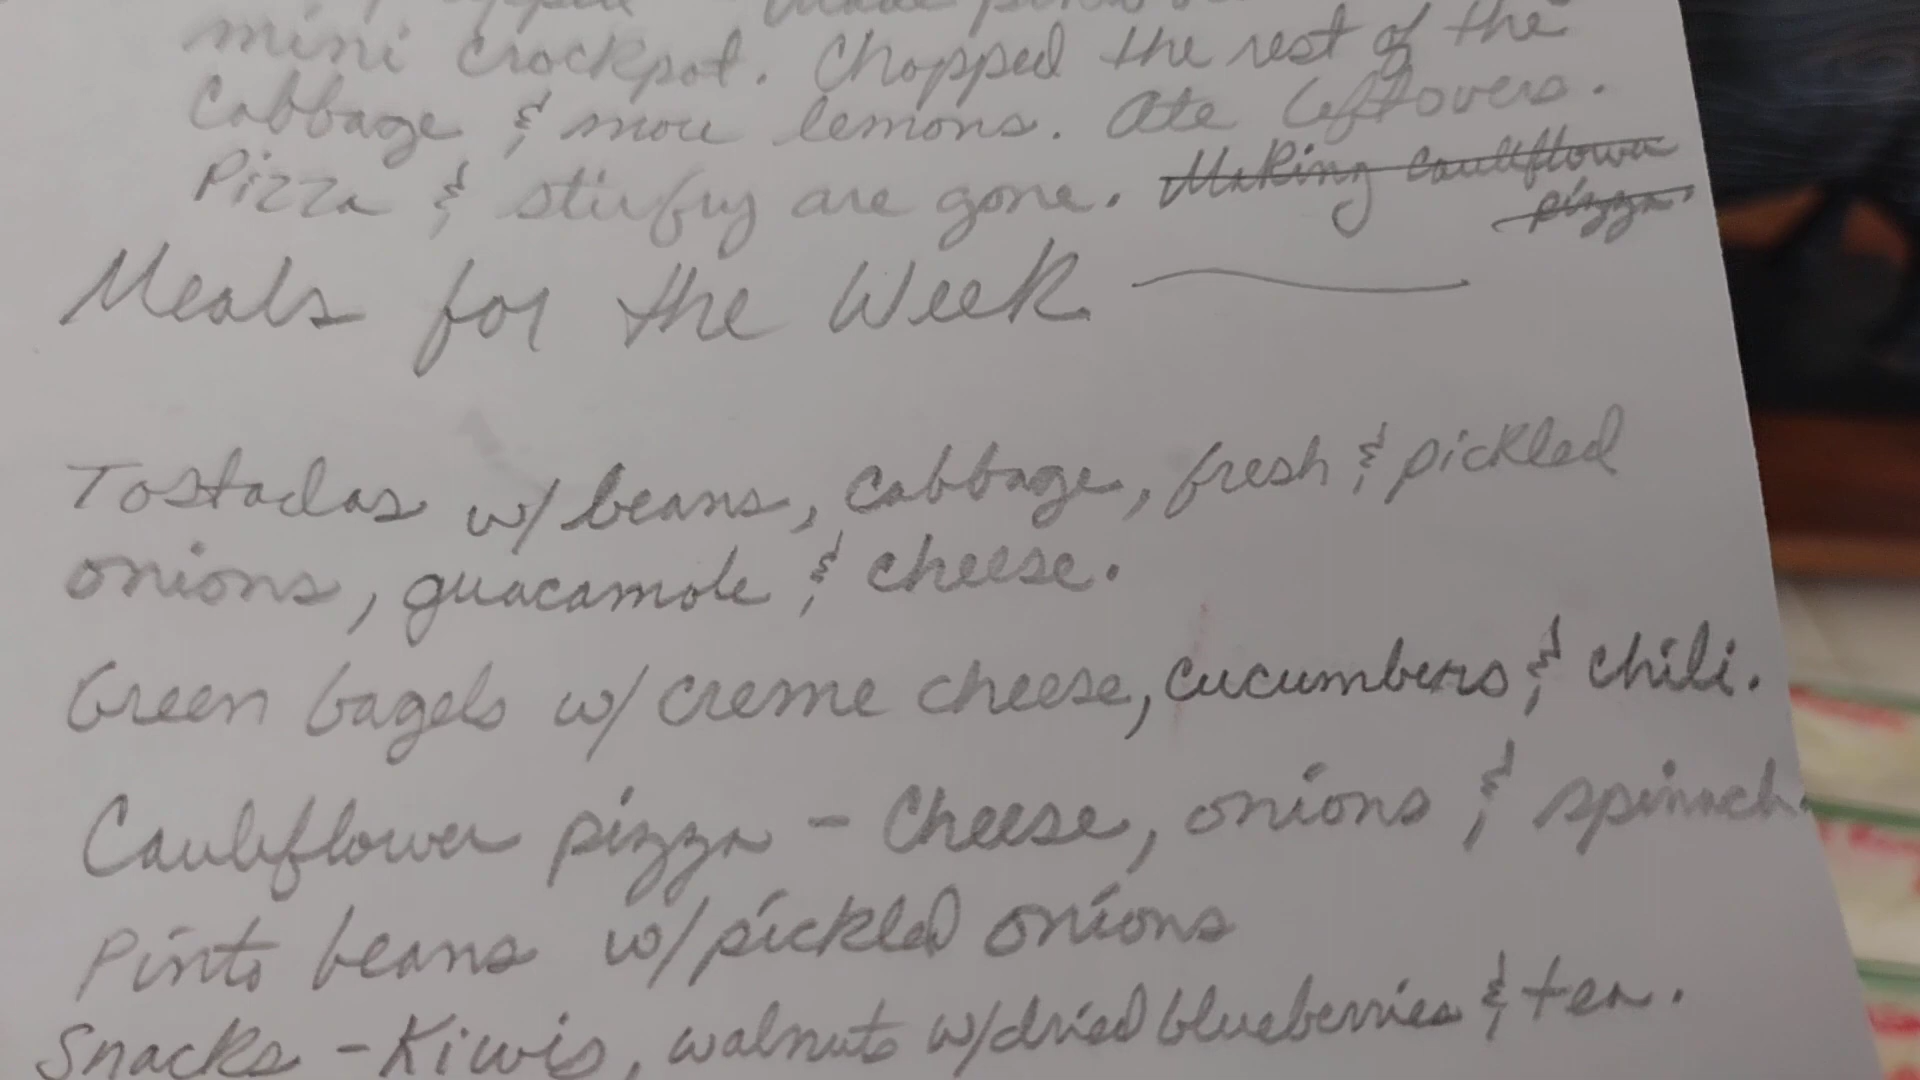 mini crockpot. Chopped the rest of the
Cabbage & more lemons. Ate leftovers.
Pizza & stirfry are gone. Making Cauliflower
pizza.
Meals for the Week
Tostadas w/ beans, cabbage, fresh & pickled
onions, guacamole & cheese.
Green bagels w/ creme cheese, cucumbers & chili.
Cauliflower pizza - Cheese, onions & spinach.
Pinto beans w/ pickled onions
Snacks - Kiwis, walnuts w/ dried blueberries & tea.